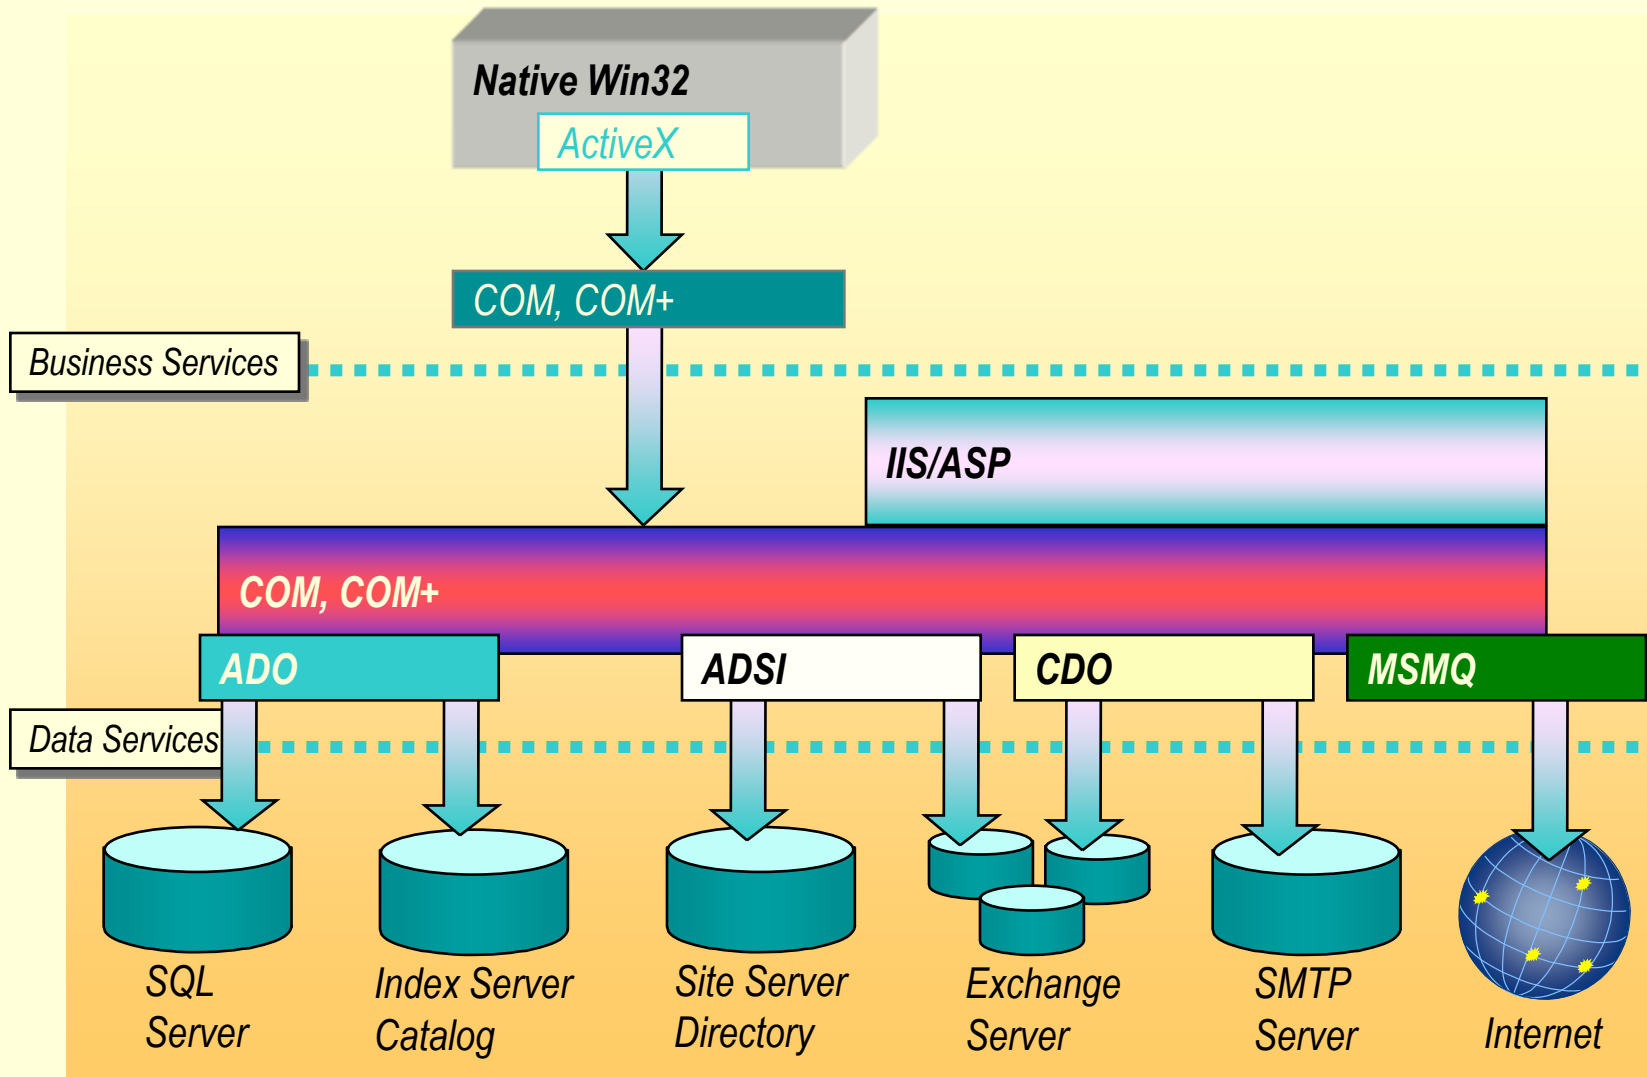 Native Win32
ActiveX
COM, COM+
Business Services
IIS/ASP
COM, COM+
ADO
ADSI
CDO
MSMQ
Data Services
SQL
Server
Index Server
Catalog
Site Server
Directory
Exchange
Server
SMTP
Server
Internet